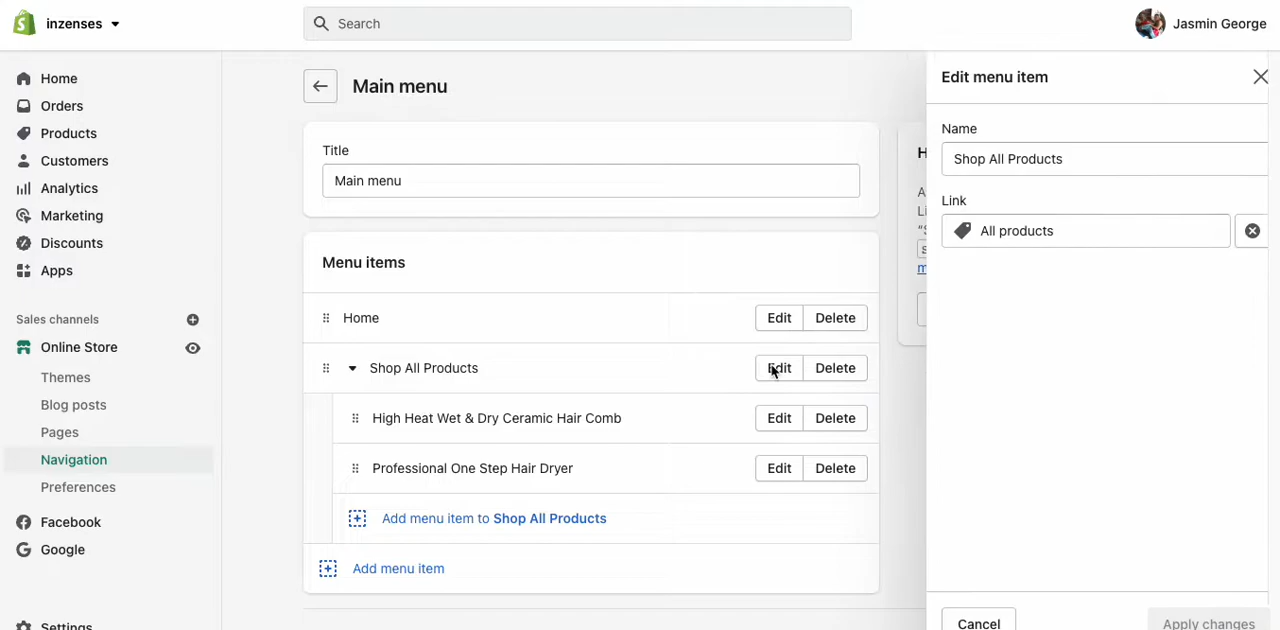 inzenses
Search
Jasmin George
Home
Orders
Products
Customers
Analytics
Marketing
Discounts
Apps
Sales channels
Online Store
Themes
Blog posts
Pages
Navigation
Preferences
Facebook
Google
Settings
Main menu
Title
Main menu
Menu items
Home
Edit
Delete
Shop All Products
Edit
Delete
High Heat Wet & Dry Ceramic Hair Comb
Edit
Delete
Professional One Step Hair Dryer
Edit
Delete
Add menu item to Shop All Products
Add menu item
Edit menu item
Name
Shop All Products
Link
All products
Cancel
Apply changes